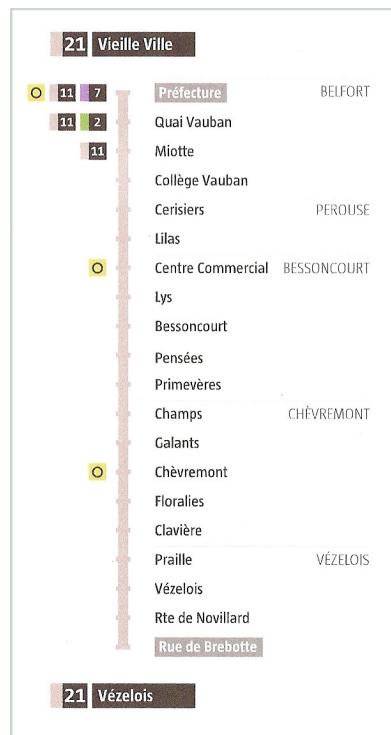 21 Vieille Ville
11 7 Préfecture BELFORT
11 2 Quai Vauban
11 Miotte
Collège Vauban
Cerisiers PEROUSE
Lilas
Centre Commercial BESSONCOURT
Lys
Bessoncourt
Pensées
Primevères
Champs CHÈVREMONT
Galants
Chèvremont
Floralies
Clavière
Praille VÉZELOIS
Vézelois
Rte de Novillard
Rue de Brebotte
21 Vézelois